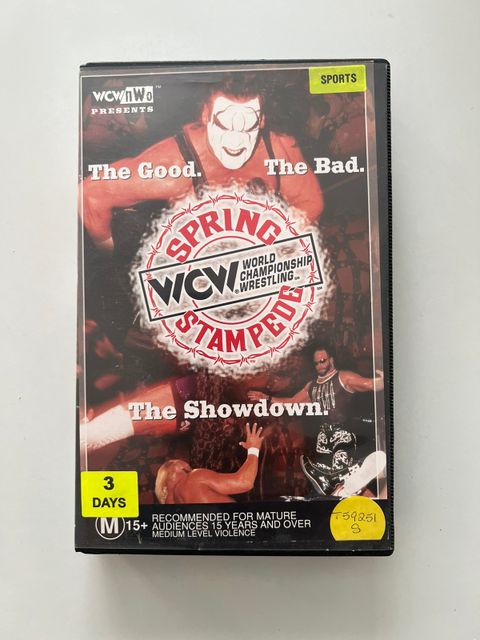 WCW/nWo™
PRESENTS
SPORTS
The Good.
The Bad.
SPRING
WCW®
WORLD
CHAMPIONSHIP
WRESTLING
STAMPEDE
The Showdown.
3
DAYS
M 15+
RECOMMENDED FOR MATURE
AUDIENCES 15 YEARS AND OVER
MEDIUM LEVEL VIOLENCE
T59251
S